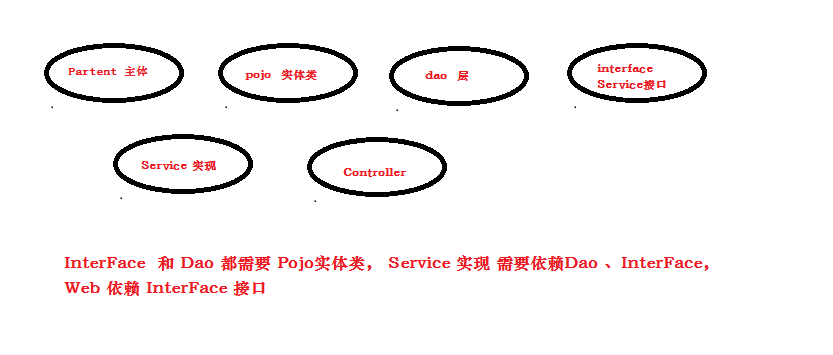 Partent 主体
pojo 实体类
dao 层
interface
Service接口
Service 实现
Controller
InterFace 和 Dao 都需要 Pojo实体类， Service 实现 需要依赖Dao 、InterFace，
Web 依赖 InterFace 接口